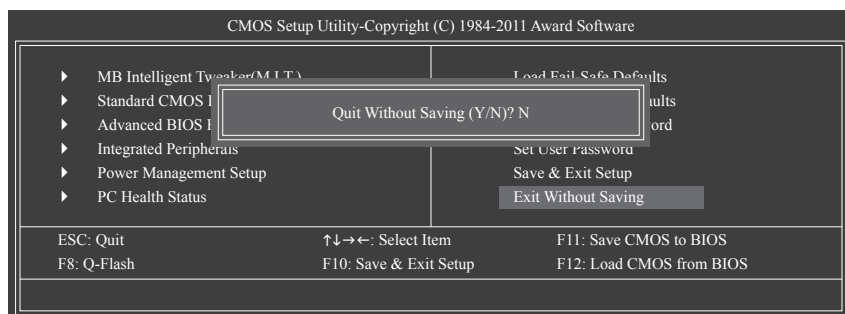 CMOS Setup Utility-Copyright (C) 1984-2011 Award Software
MB Intelligent Tweaker(M.I.T.)
Standard CMOS
Advanced BIOS
Integrated Peripherals
Power Management Setup
PC Health Status
Load Fail-Safe Defaults
Set User Password
Save & Exit Setup
Exit Without Saving
Quit Without Saving (Y/N)? N
ESC: Quit
↑↓→←: Select Item
F11: Save CMOS to BIOS
F8: Q-Flash
F10: Save & Exit Setup
F12: Load CMOS from BIOS